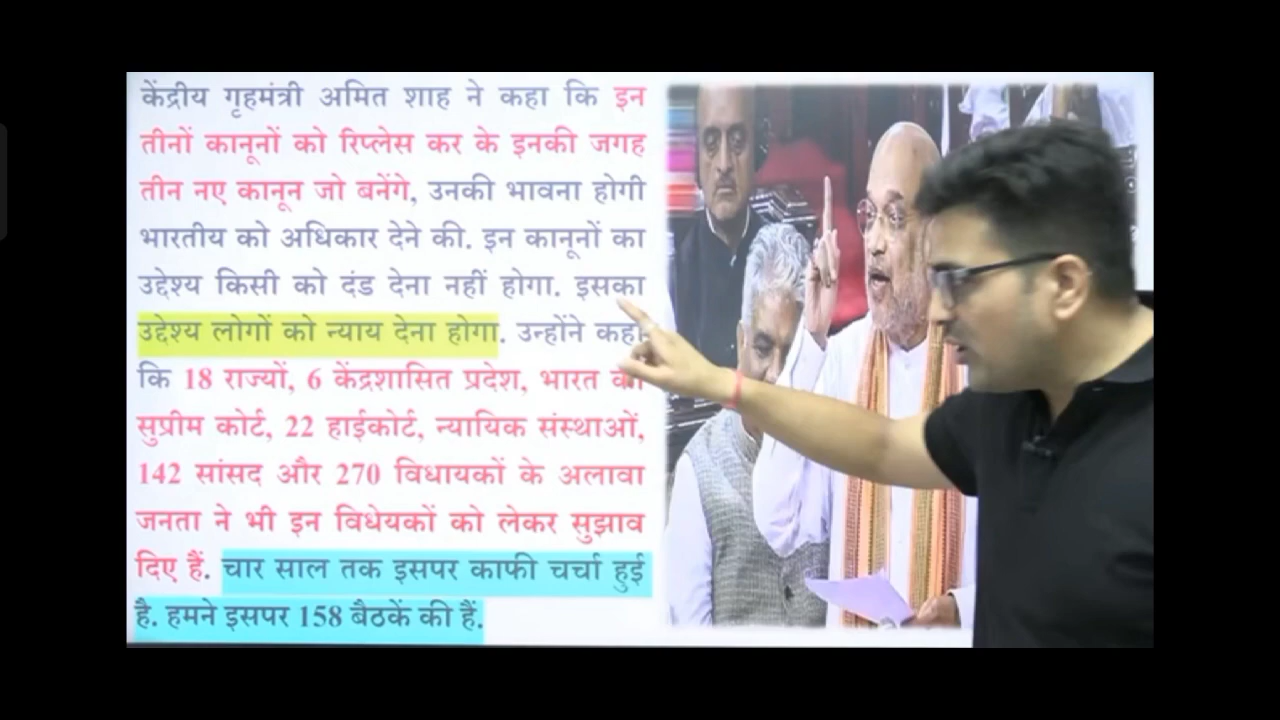 केंद्रीय गृहमंत्री अमित शाह ने कहा कि इन
तीनों कानूनों को रिप्लेस कर के इनकी जगह
तीन नए कानून जो बनेंगे, उनकी भावना होगी
भारतीय को अधिकार देने की. इन कानूनों का
उद्देश्य किसी को दंड देना नहीं होगा. इसका
उद्देश्य लोगों को न्याय देना होगा. उन्होंने कहा
कि 18 राज्यों, 6 केंद्रशासित प्रदेश, भारत की
सुप्रीम कोर्ट, 22 हाईकोर्ट, न्यायिक संस्थाओं,
142 सांसद और 270 विधायकों के अलावा
जनता ने भी इन विधेयकों को लेकर सुझाव
दिए हैं. चार साल तक इसपर काफी चर्चा हुई
है. हमने इसपर 158 बैठकें की हैं.